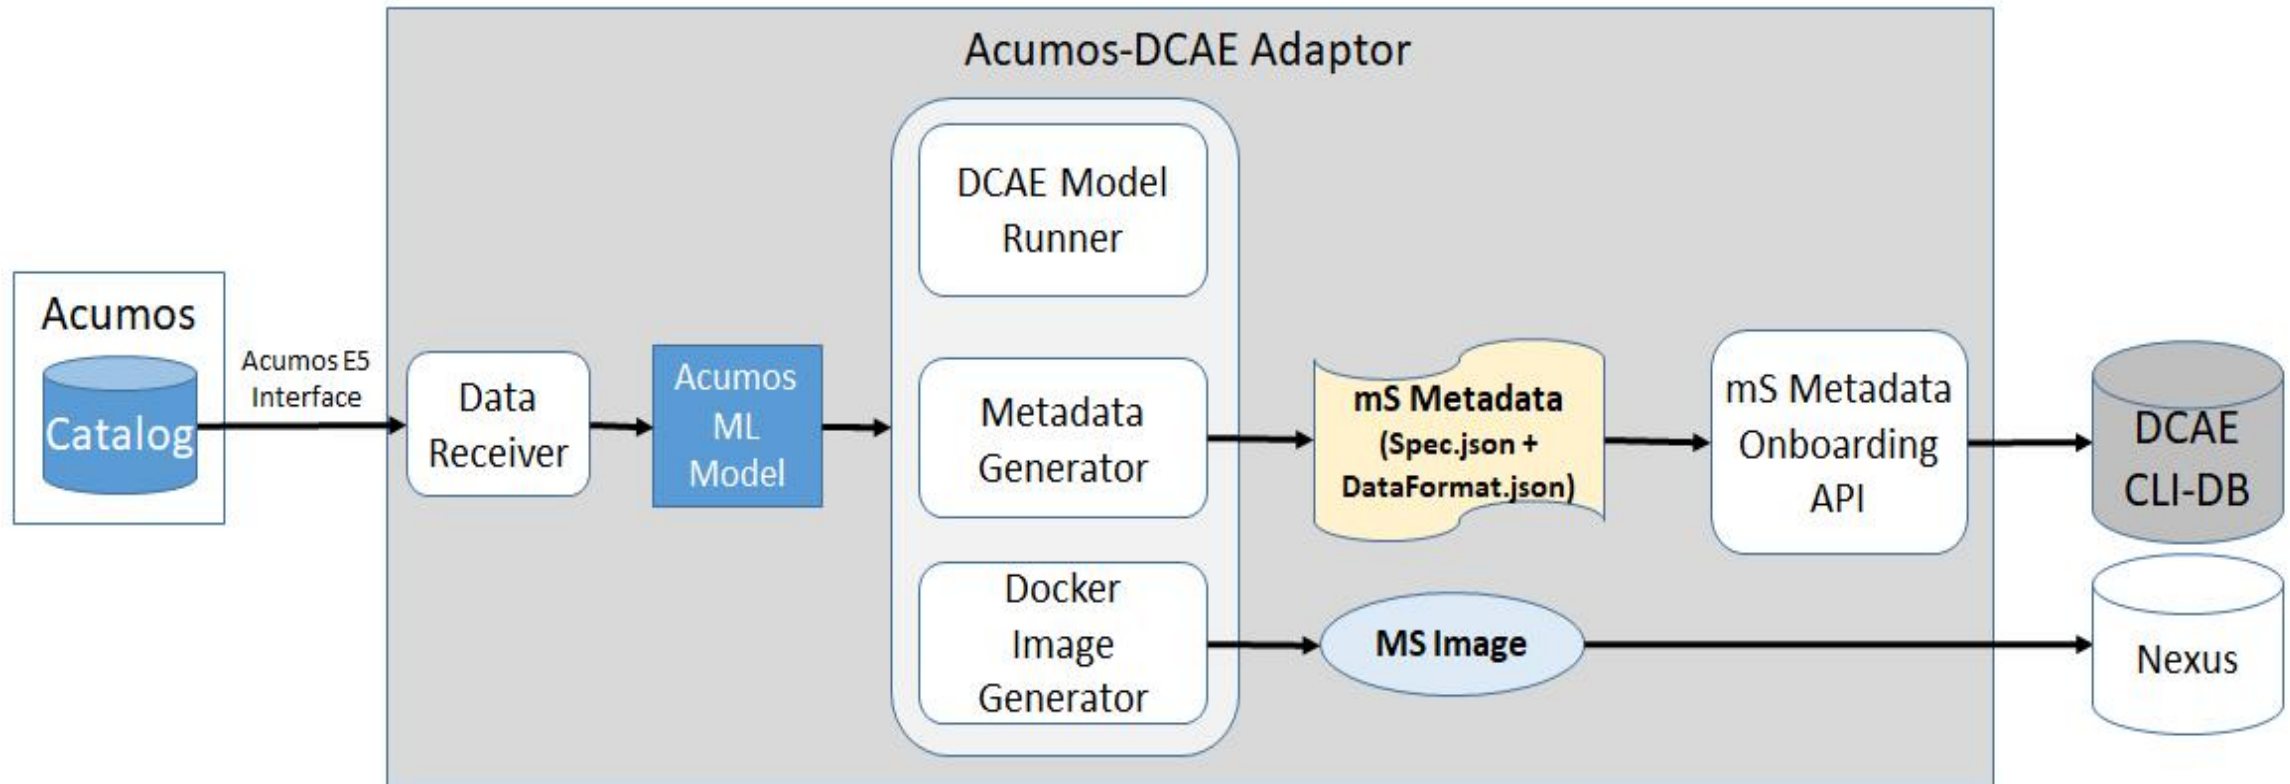 Acumos-DCAE Adaptor
DCAE Model
Runner
Acumos
Catalog
Acumos E5
Interface
Data
Receiver
Acumos
ML
Model
Metadata
Generator
mS Metadata
(Spec.json +
DataFormat.json)
mS Metadata
Onboarding
API
DCAE
CLI-DB
Docker
Image
Generator
MS Image
Nexus